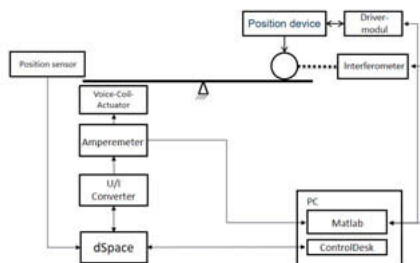 Position device
Driver-
modul
Position sensor
Interferometer
Voice-Coil-
Actuator
Amperemeter
U/I
Converter
PC
Matlab
dSpace
ControlDesk